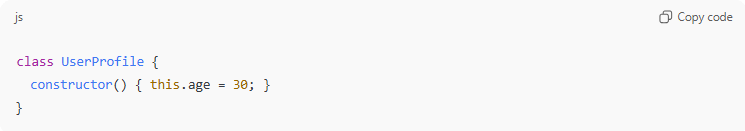 js Copy code
class UserProfile {
  constructor() { this.age = 30; }
}